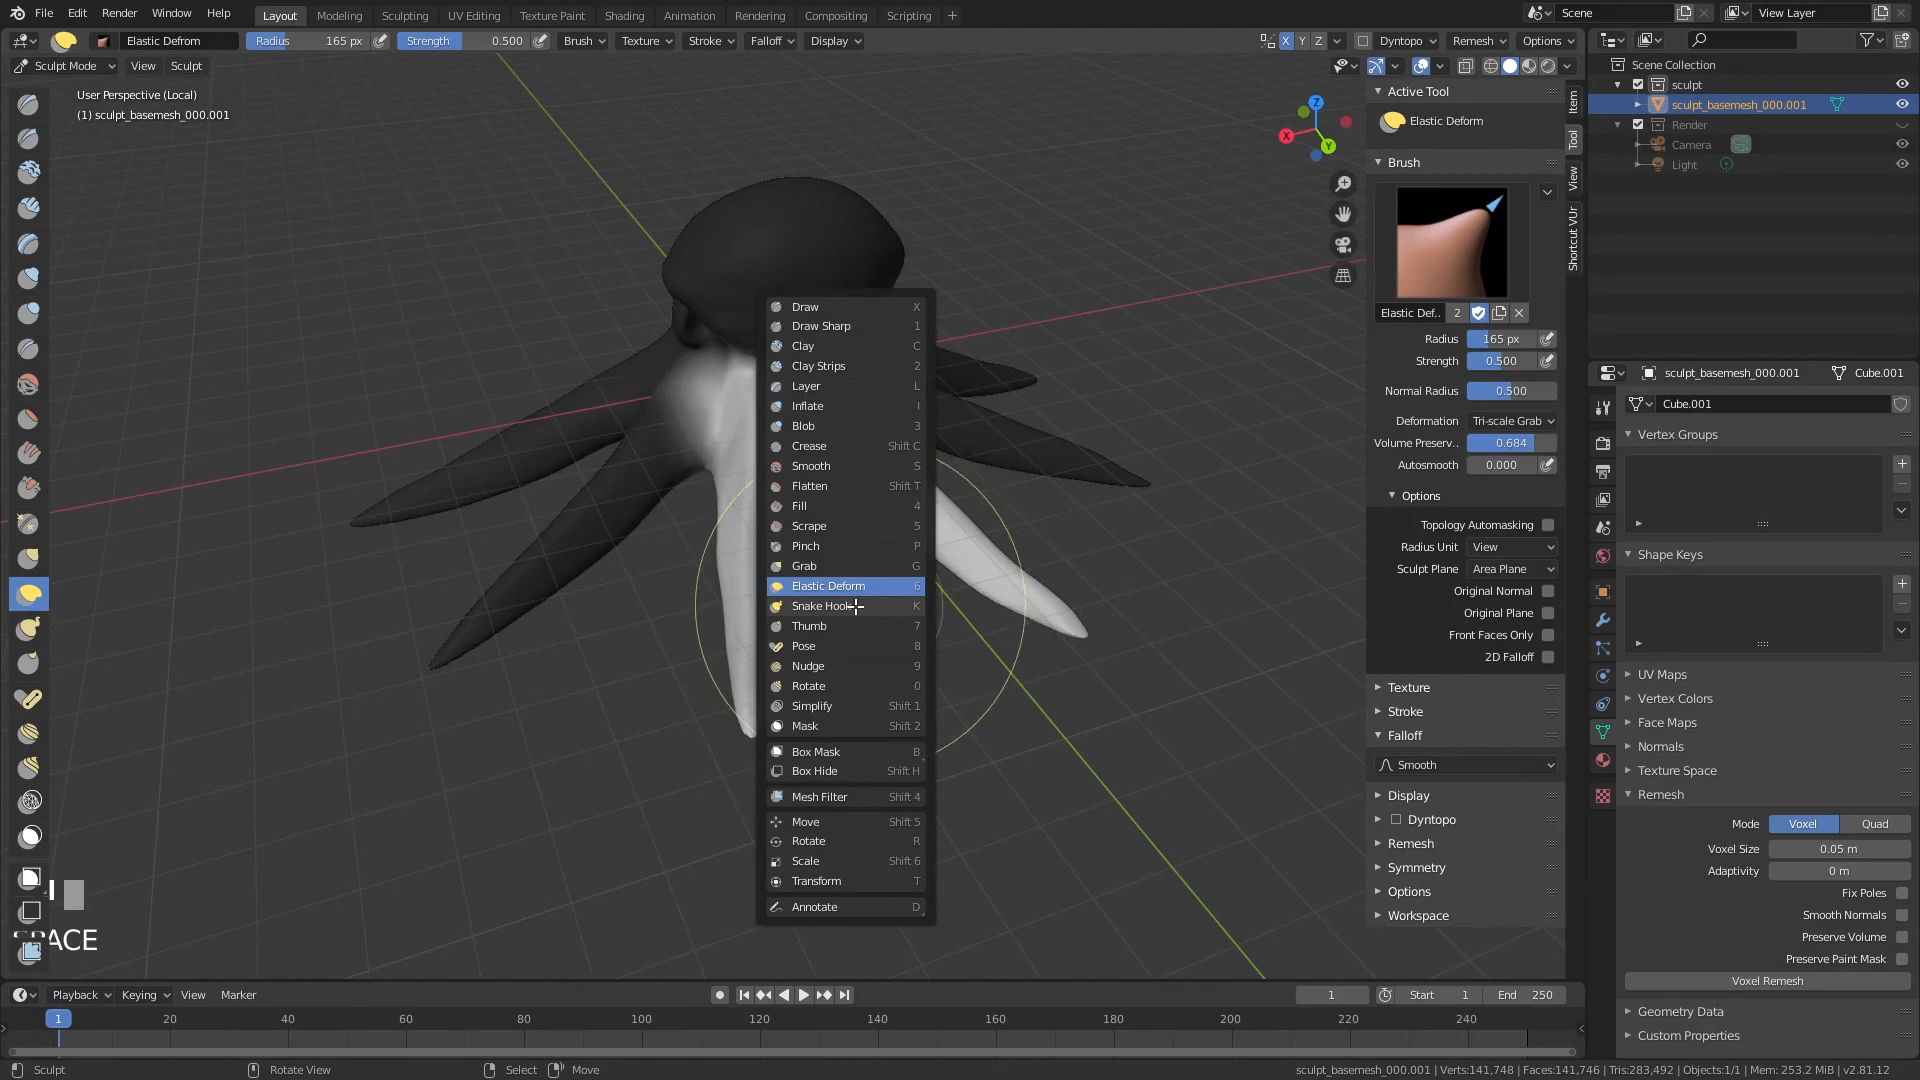 File Edit Render Window Help Layout Modeling Sculpting UV Editing Texture Paint Shading Animation Rendering Compositing Scripting + Scene View Layer
Elastic Defrom Radius 165 px Strength 0.500 Brush Texture Stroke Falloff Display X Y Z Dyntopo Remesh Options
Sculpt Mode View Sculpt
User Perspective (Local)
(1) sculpt_basemesh_000.001
Z
X
Y
Draw X
Draw Sharp 1
Clay C
Clay Strips 2
Layer L
Inflate I
Blob 3
Crease Shift C
Smooth S
Flatten Shift T
Fill 4
Scrape 5
Pinch P
Grab G
Elastic Deform 6
Snake Hook K
Thumb 7
Pose 8
Nudge 9
Rotate 0
Simplify Shift 1
Mask Shift 2
Box Mask B
Box Hide Shift H
Mesh Filter Shift 4
Move Shift 5
Rotate R
Scale Shift 6
Transform T
Annotate D
ACE
Active Tool
Elastic Deform
Brush
Elastic Def.. 2
Radius 165 px
Strength 0.500
Normal Radius 0.500
Deformation Tri-scale Grab
Volume Preserv.. 0.684
Autosmooth 0.000
Options
Topology Automasking
Radius Unit View
Sculpt Plane Area Plane
Original Normal
Original Plane
Front Faces Only
2D Falloff
Texture
Stroke
Falloff
Smooth
Display
Dyntopo
Remesh
Symmetry
Options
Workspace
Item
Tool
View
Shortcut VUr
Scene Collection
sculpt
sculpt_basemesh_000.001
Render
Camera
Light
sculpt_basemesh_000.001 Cube.001
Cube.001
Vertex Groups
Shape Keys
UV Maps
Vertex Colors
Face Maps
Normals
Texture Space
Remesh
Mode Voxel Quad
Voxel Size 0.05 m
Adaptivity 0 m
Fix Poles
Smooth Normals
Preserve Volume
Preserve Paint Mask
Voxel Remesh
Geometry Data
Custom Properties
Playback Keying View Marker 1 Start 1 End 250
1 20 40 60 80 100 120 140 160 180 200 220 240
Sculpt Rotate View Select Move sculpt_basemesh_000.001 | Verts:141,748 | Faces:141,746 | Tris:283,492 | Objects:1/1 | Mem: 253.2 MiB | v2.81.12